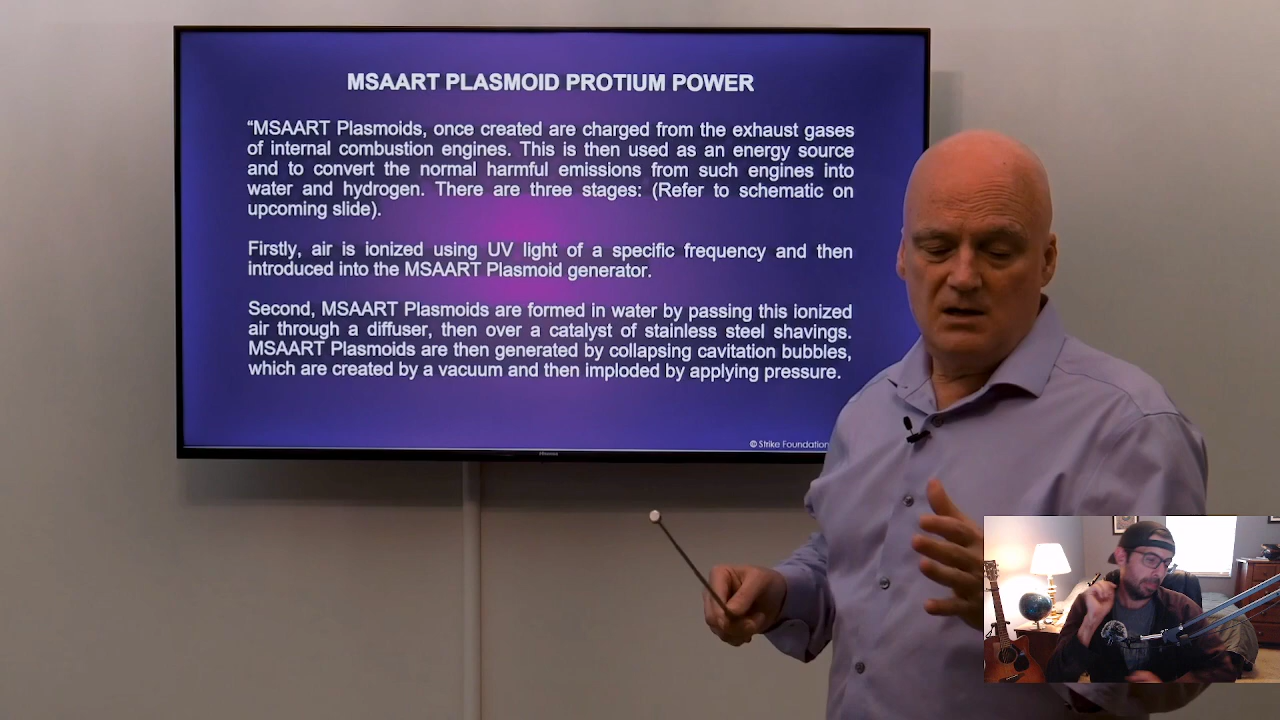 MSAART PLASMOID PROTIUM POWER
“MSAART Plasmoids, once created are charged from the exhaust gases
of internal combustion engines. This is then used as an energy source
and to convert the normal harmful emissions from such engines into
water and hydrogen. There are three stages: (Refer to schematic on
upcoming slide).
Firstly, air is ionized using UV light of a specific frequency and then
introduced into the MSAART Plasmoid generator.
Second, MSAART Plasmoids are formed in water by passing this ionized
air through a diffuser, then over a catalyst of stainless steel shavings.
MSAART Plasmoids are then generated by collapsing cavitation bubbles,
which are created by a vacuum and then imploded by applying pressure.
© Strike Foundation
Hisense